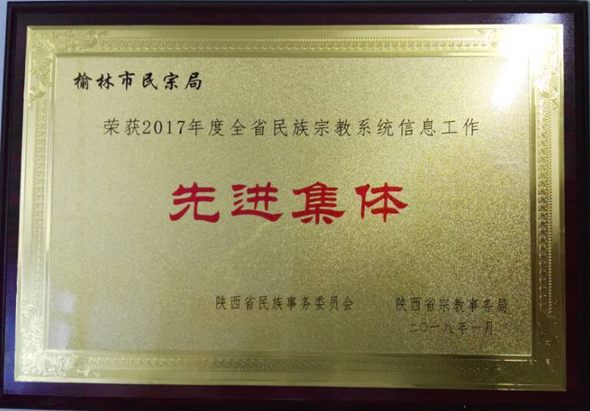 榆林市民宗局
荣获2017年度全省民族宗教系统信息工作
先进集体
陕西省民族事务委员会 陕西省宗教事务局
二〇一八年一月